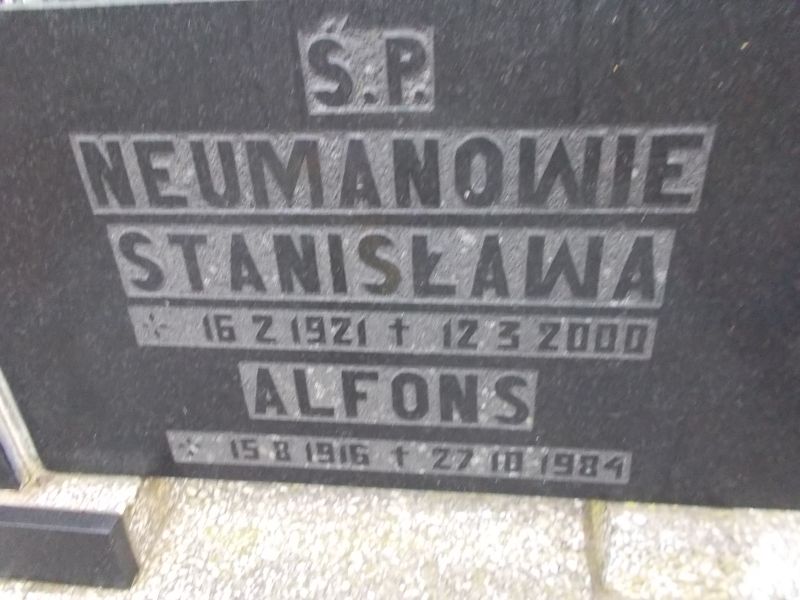 Ś.P.
NEUMANOWIE
STANISŁAWA
* 16 2 1921 † 12 3 2000
ALFONS
* 15 8 1916 † 27 10 1984